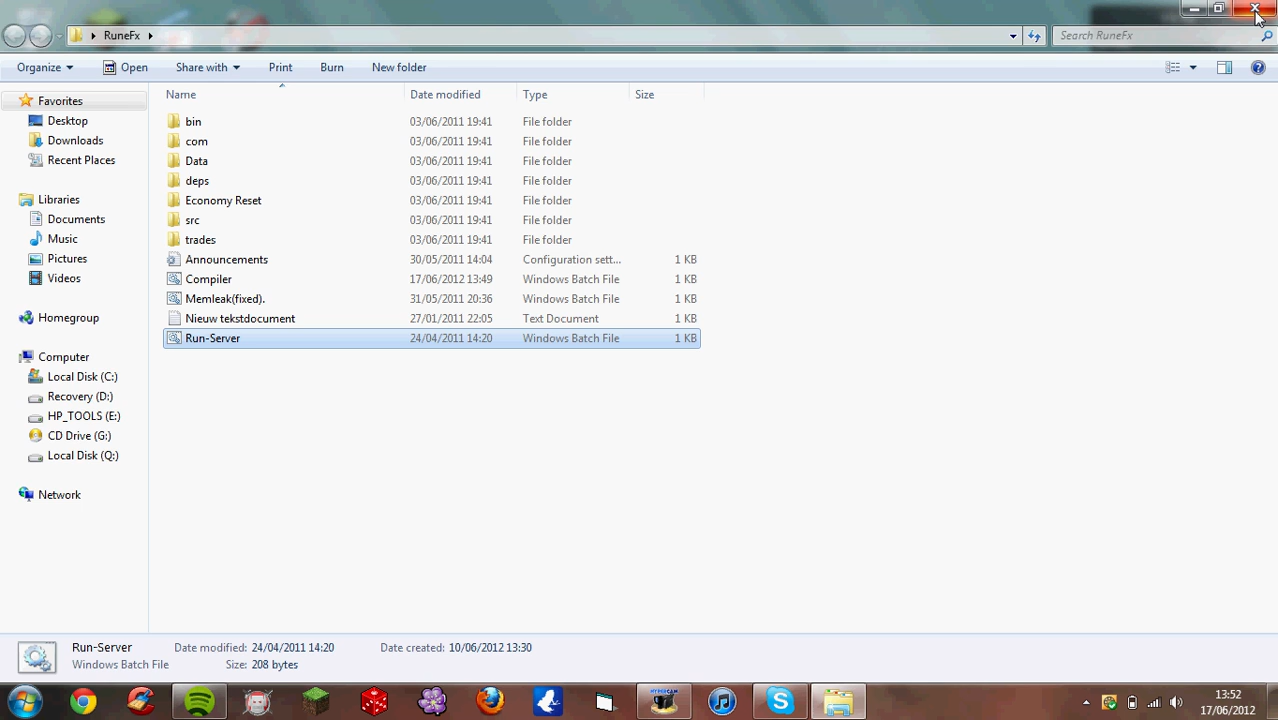 RuneFx
Search RuneFx
Organize Open Share with Print Burn New folder
Name Date modified Type Size
Favorites
Desktop
Downloads
Recent Places
Libraries
Documents
Music
Pictures
Videos
Homegroup
Computer
Local Disk (C:)
Recovery (D:)
HP_TOOLS (E:)
CD Drive (G:)
Local Disk (Q:)
Network
bin 03/06/2011 19:41 File folder
com 03/06/2011 19:41 File folder
Data 03/06/2011 19:41 File folder
deps 03/06/2011 19:41 File folder
Economy Reset 03/06/2011 19:41 File folder
src 03/06/2011 19:41 File folder
trades 03/06/2011 19:41 File folder
Announcements 30/05/2011 14:04 Configuration sett... 1 KB
Compiler 17/06/2012 13:49 Windows Batch File 1 KB
Memleak(fixed). 31/05/2011 20:36 Windows Batch File 1 KB
Nieuw tekstdocument 27/01/2011 22:05 Text Document 1 KB
Run-Server 24/04/2011 14:20 Windows Batch File 1 KB
Run-Server Date modified: 24/04/2011 14:20 Date created: 10/06/2012 13:30
Windows Batch File Size: 208 bytes
HYPERCAM
13:52
17/06/2012